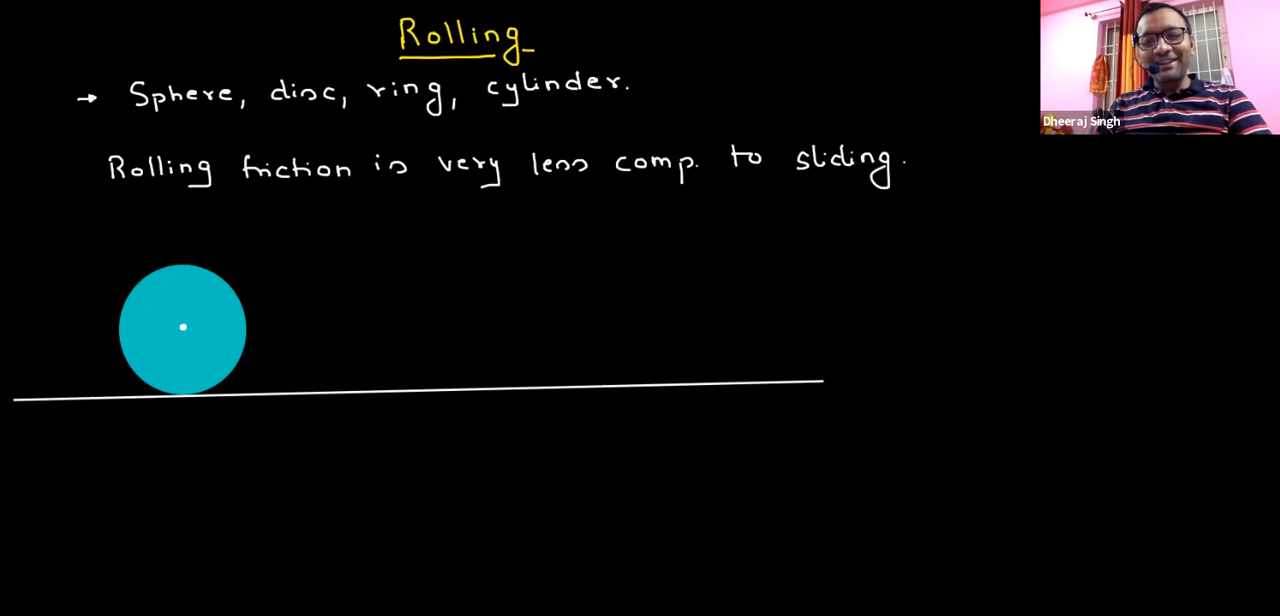 Rolling
→ Sphere, disc, ring, cylinder.
Rolling friction is very less comp. to sliding.
Dheeraj Singh